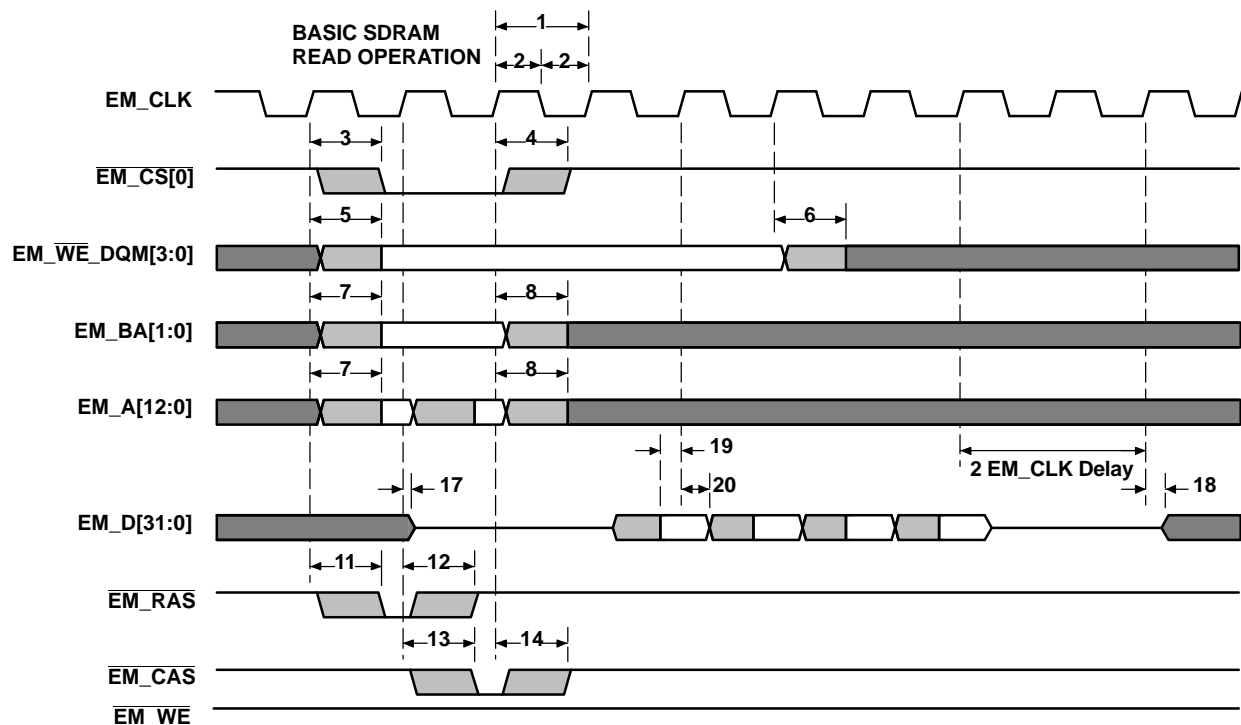 BASIC SDRAM
READ OPERATION
1
2 2
EM_CLK
3 4
EM_CS[0]
5 6
EM_WE_DQM[3:0]
7 8
EM_BA[1:0]
7 8
EM_A[12:0]
19
2 EM_CLK Delay
17 20 18
EM_D[31:0]
11 12
EM_RAS
13 14
EM_CAS
EM_WE